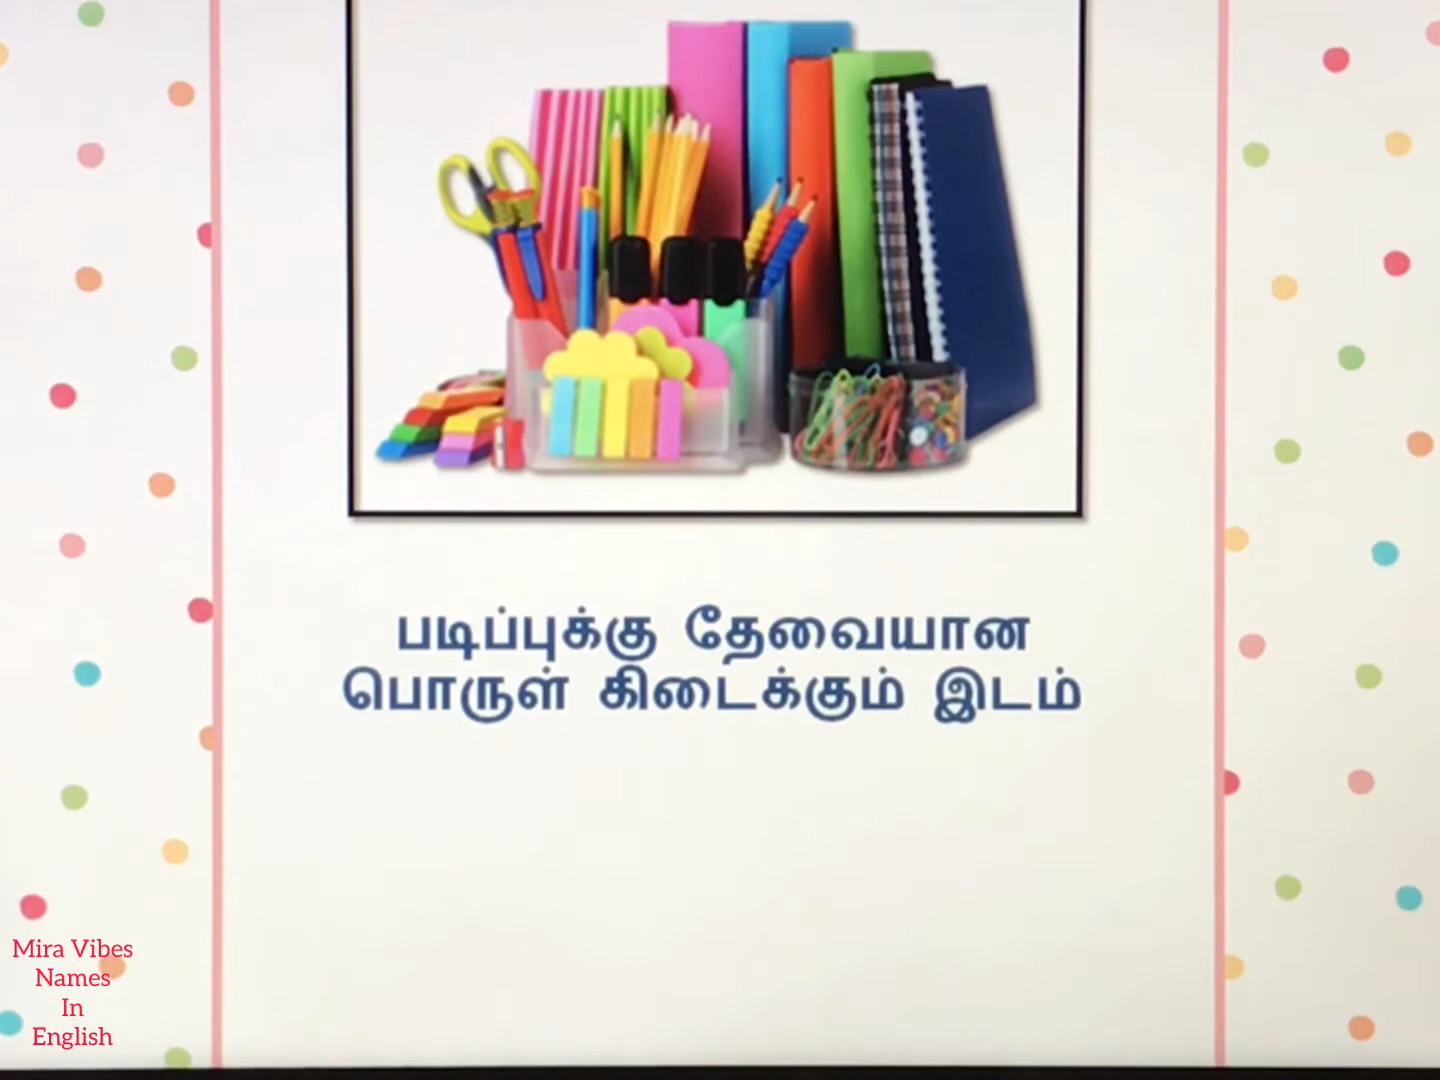 படிப்புக்கு தேவையான
பொருள் கிடைக்கும் இடம்
Mira Vibes
Names
In
English